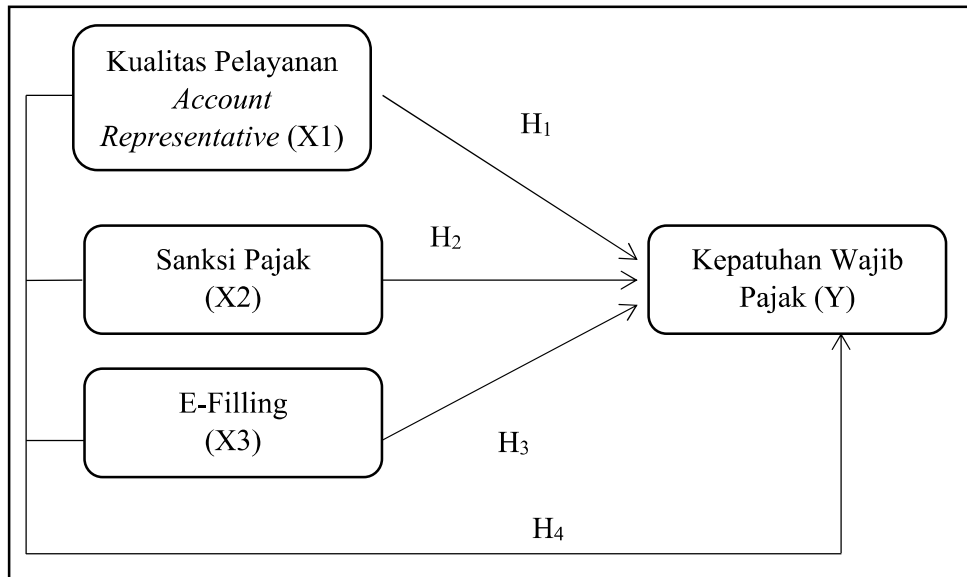 Kualitas Pelayanan
Account
Representative (X1)
H₁
H₂
Sanksi Pajak
(X2)
Kepatuhan Wajib
Pajak (Y)
E-Filling
(X3)
H₃
H₄